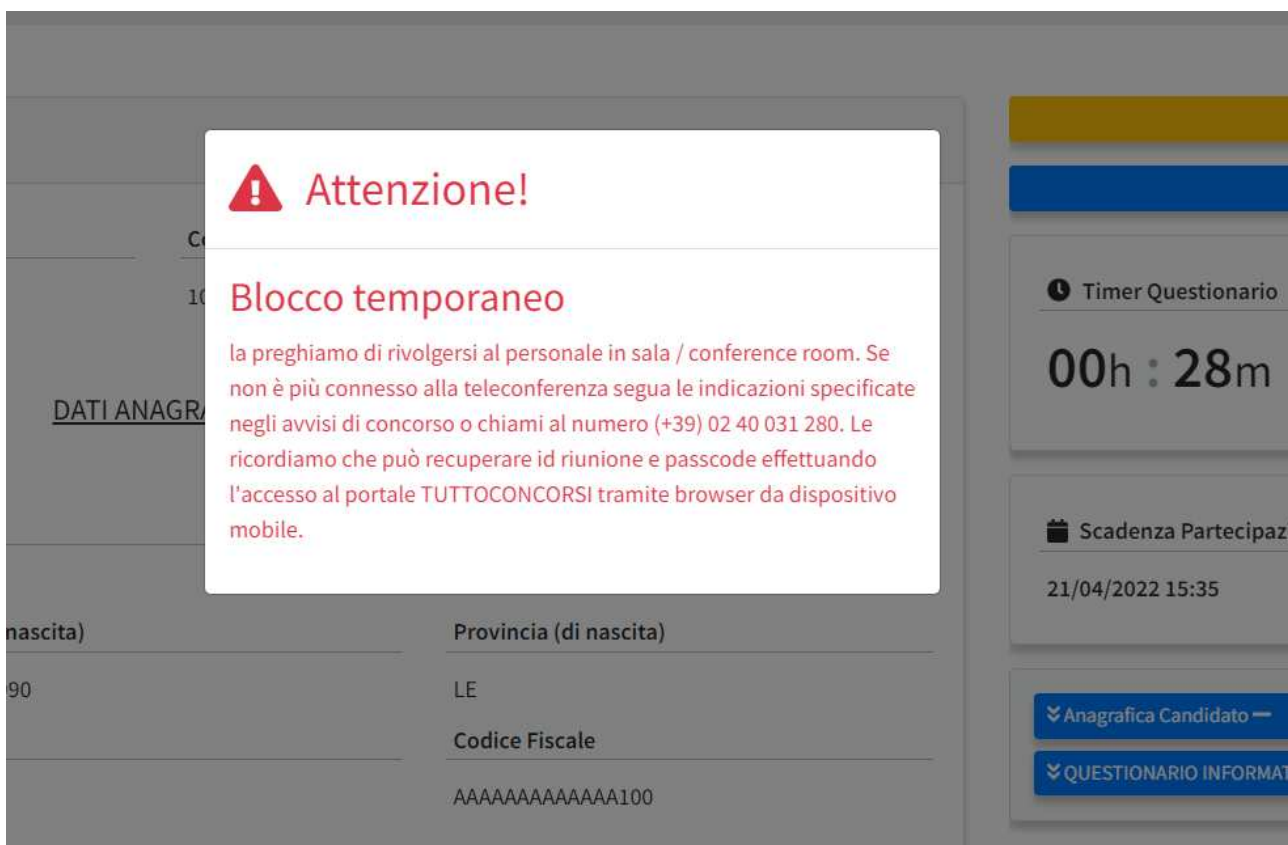 Attenzione!
Blocco temporaneo
la preghiamo di rivolgersi al personale in sala / conference room. Se
non è più connesso alla teleconferenza segua le indicazioni specificate
negli avvisi di concorso o chiami al numero (+39) 02 40 031 280. Le
ricordiamo che può recuperare id riunione e passcode effettuando
l'accesso al portale TUTTOCONCORSI tramite browser da dispositivo
mobile.
Co
10
DATI ANAGRA
nascita)
90
Provincia (di nascita)
LE
Codice Fiscale
AAAAAAAAAAAAA100
Timer Questionario
00h : 28m
Scadenza Partecipaz
21/04/2022 15:35
Anagrafica Candidato
QUESTIONARIO INFORMAT